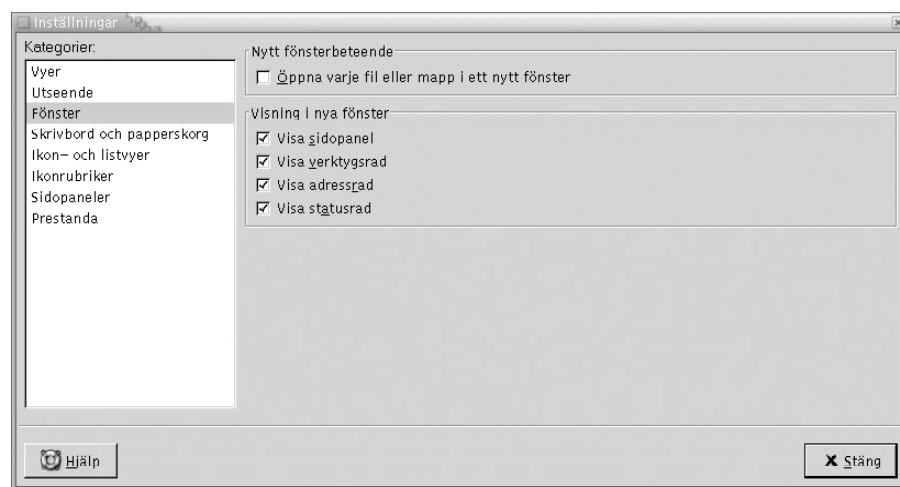 Inställningar
Kategorier:
Vyer
Utseende
Fönster
Skrivbord och papperskorg
Ikon- och listvyer
Ikonrubriker
Sidopaneler
Prestanda
Nytt fönsterbeteende
Öppna varje fil eller mapp i ett nytt fönster
Visning i nya fönster
Visa sidopanel
Visa verktygsrad
Visa adressrad
Visa statusrad
Hjälp
Stäng